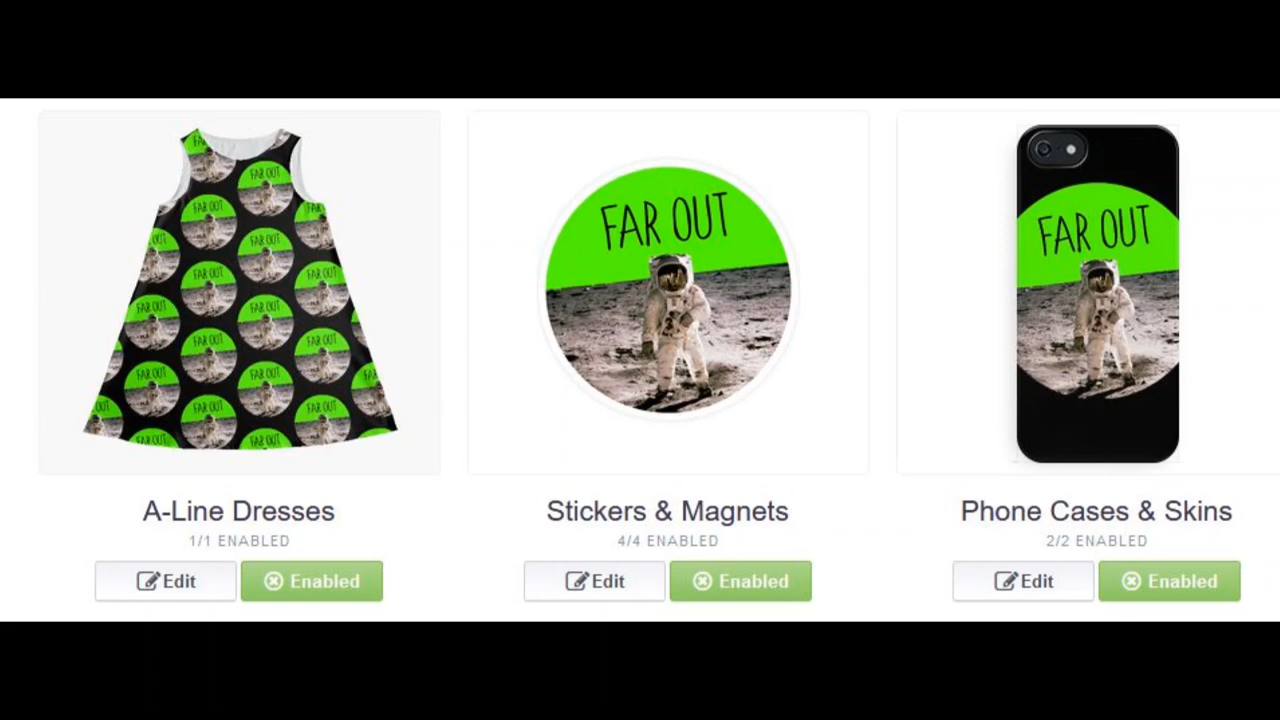 FAR OUT
FAR OUT
A-Line Dresses
1/1 ENABLED
Edit
Enabled
Stickers & Magnets
4/4 ENABLED
Edit
Enabled
Phone Cases & Skins
2/2 ENABLED
Edit
Enabled